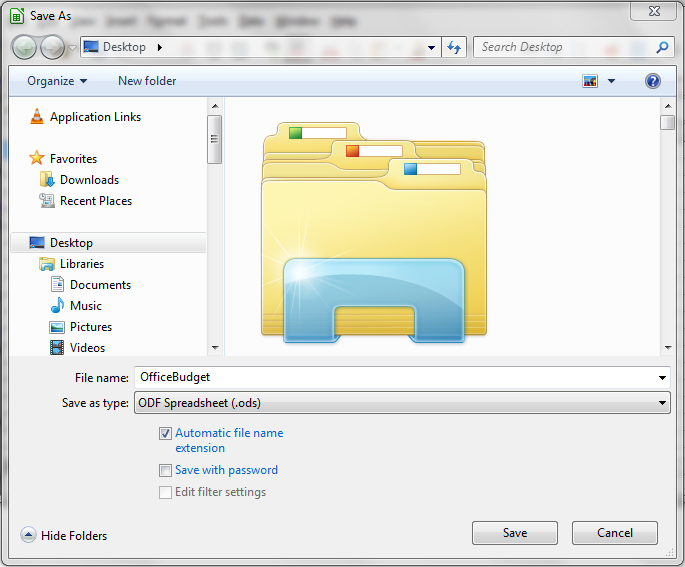 Save As
Desktop
Search Desktop
Organize
New folder
Application Links
Favorites
Downloads
Recent Places
Desktop
Libraries
Documents
Music
Pictures
Videos
File name: OfficeBudget
Save as type: ODF Spreadsheet (.ods)
Automatic file name
extension
Save with password
Edit filter settings
Hide Folders
Save
Cancel